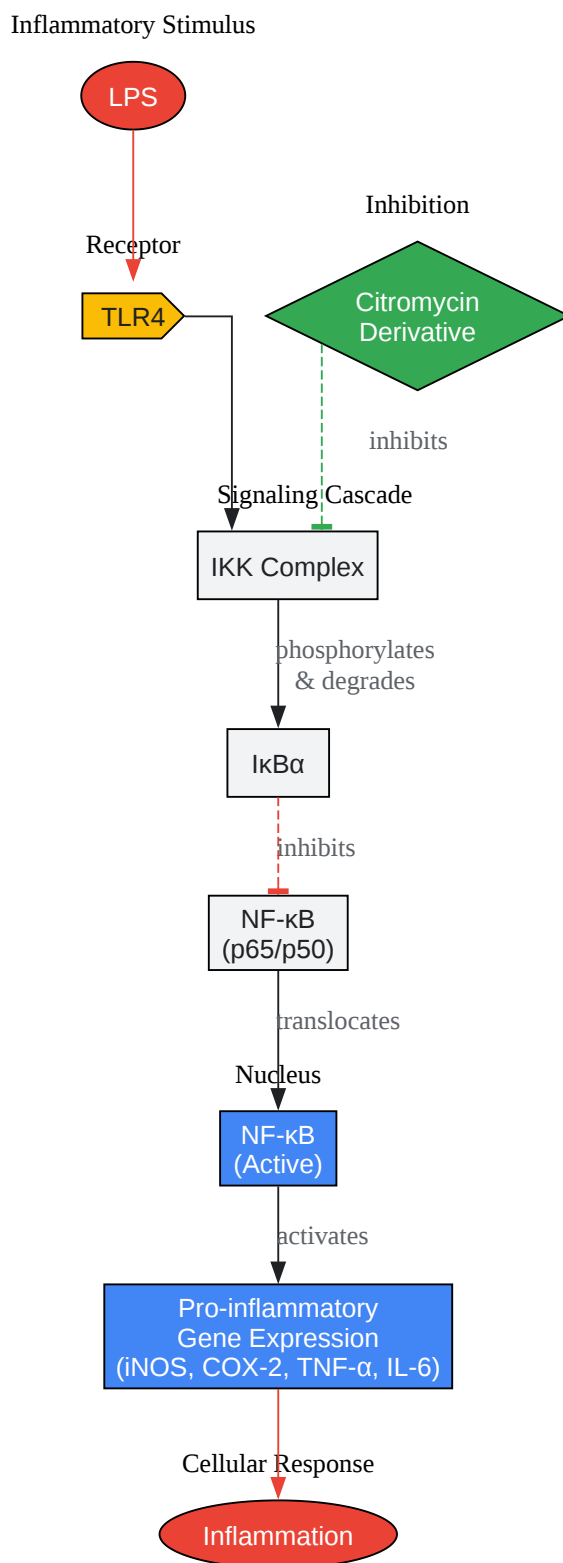 Inflammatory Stimulus
LPS
Inhibition
Receptor
TLR4
Citromycin
Derivative
inhibits
Signaling Cascade
IKK Complex
phosphorylates
& degrades
IκBα
inhibits
NF-κB
(p65/p50)
translocates
Nucleus
NF-κB
(Active)
activates
Pro-inflammatory
Gene Expression
(iNOS, COX-2, TNF-α, IL-6)
Cellular Response
Inflammation